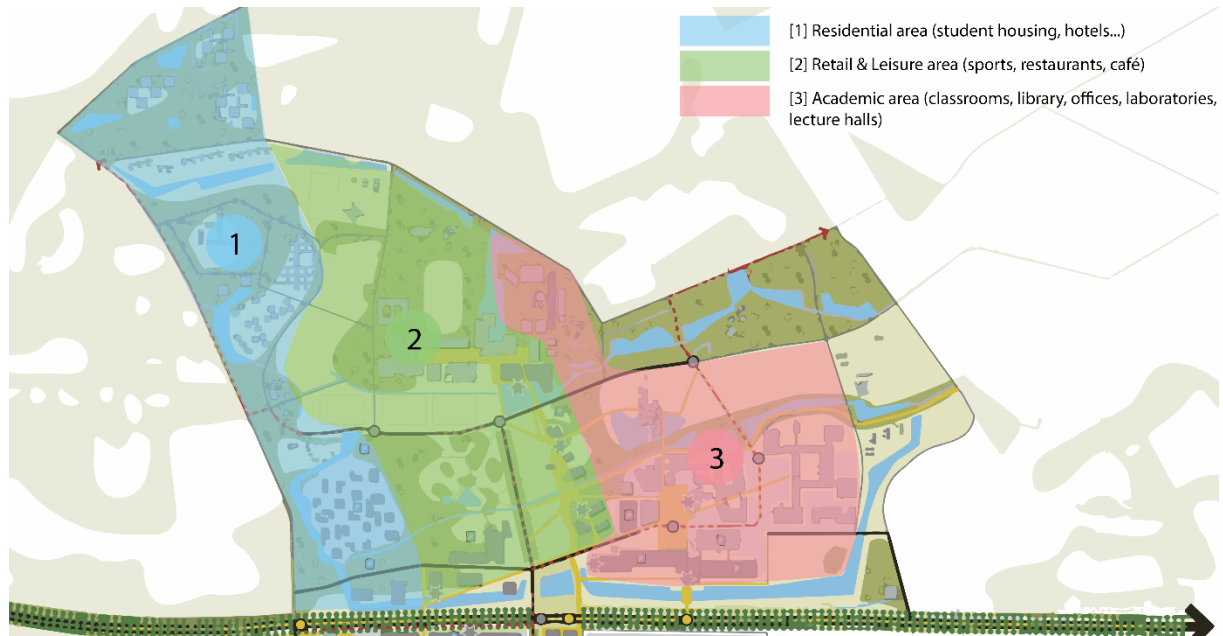 [1] Residential area (student housing, hotels...)
[2] Retail & Leisure area (sports, restaurants, café)
[3] Academic area (classrooms, library, offices, laboratories,
lecture halls)
1
2
3